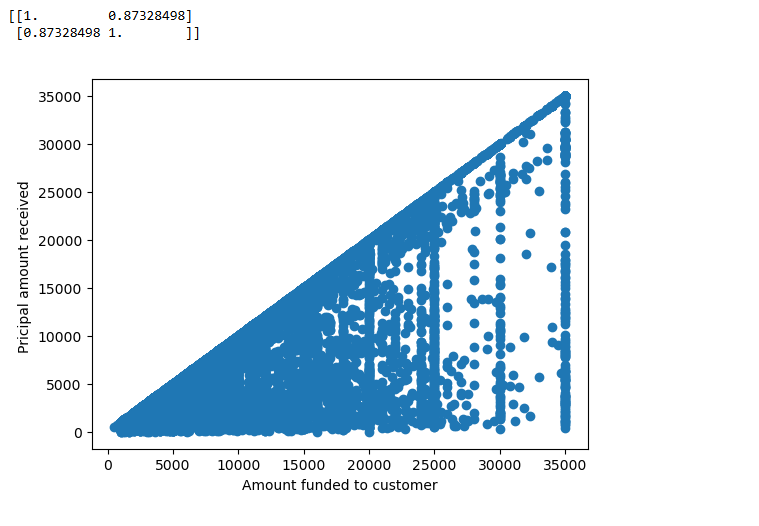 [[1.         0.87328498]
 [0.87328498 1.        ]]
35000
30000
25000
20000
15000
10000
5000
0
Pricipal amount received
0 5000 10000 15000 20000 25000 30000 35000
Amount funded to customer